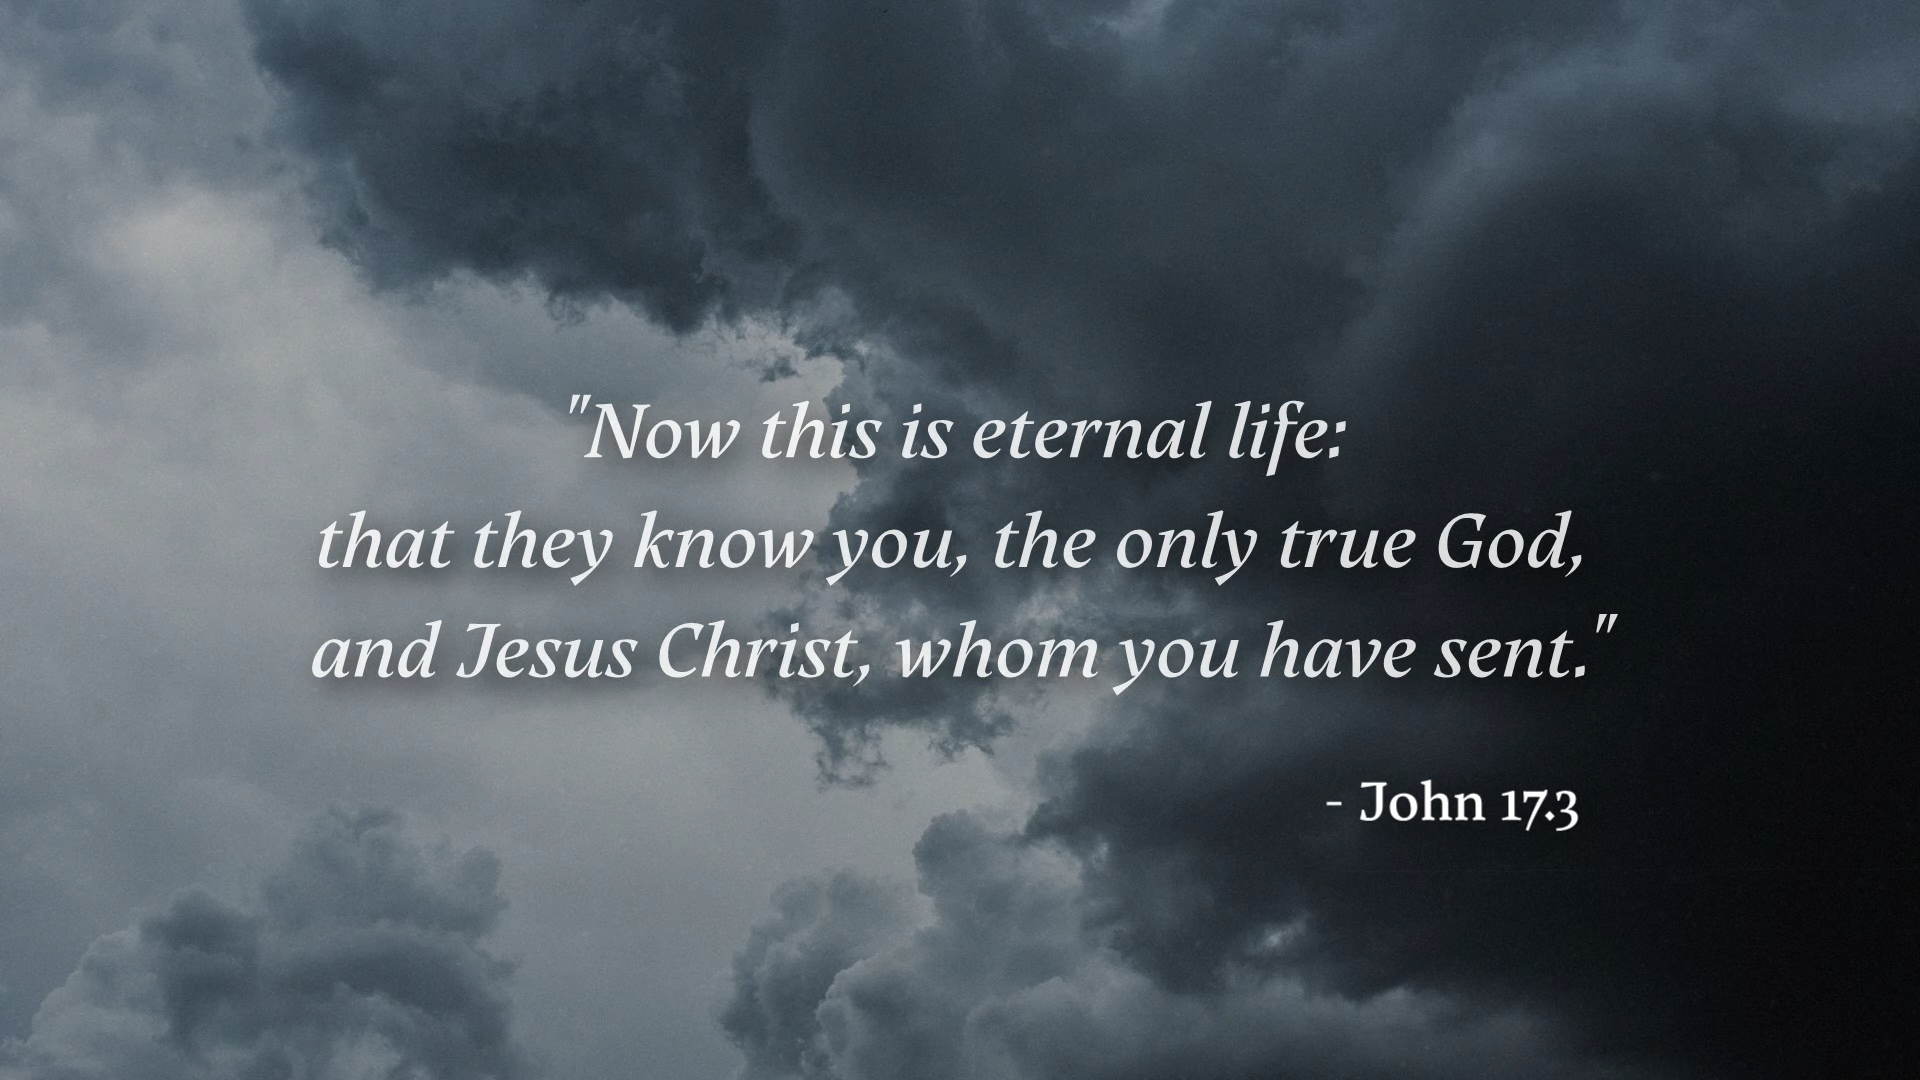 "Now this is eternal life:
that they know you, the only true God,
and Jesus Christ, whom you have sent."
- John 17.3